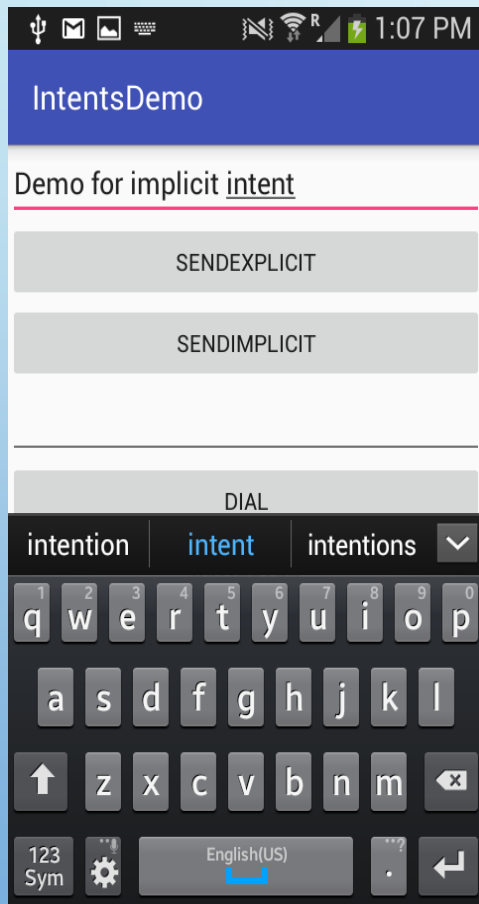 R 1:07 PM
IntentsDemo
Demo for implicit intent
SENDEXPLICIT
SENDIMPLICIT
DIAL
intention intent intentions
1 2 3 4 5 6 7 8 9 0
q w e r t y u i o p
a s d f g h j k l
z x c v b n m
123 English(US) ...?
Sym .